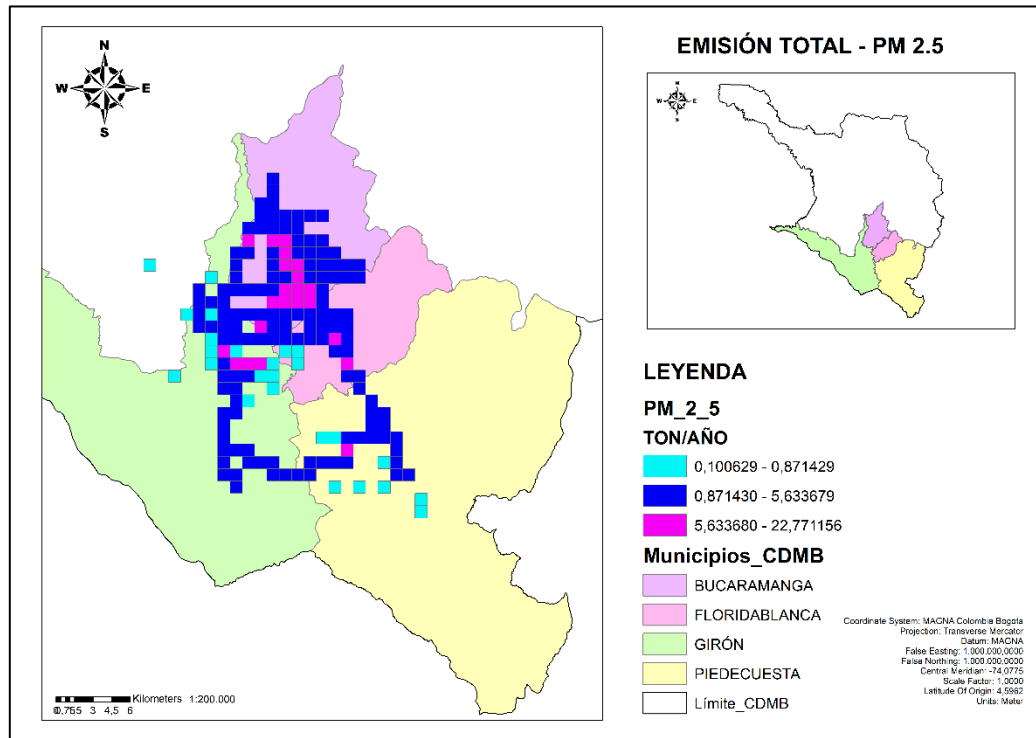 EMISIÓN TOTAL - PM 2.5
N
W E
S
N
W E
S
LEYENDA
PM_2_5
TON/AÑO
0,100629 - 0,871429
0,871430 - 5,633679
5,633680 - 22,771156
Municipios_CDMB
BUCARAMANGA
FLORIDABLANCA
GIRÓN
PIEDECUESTA
Límite_CDMB
Coordinate System: MAGNA Colombia Bogota
Projection: Transverse Mercator
Datum: MAGNA
False Easting: 1.000.000,0000
False Northing: 1.000.000,0000
Central Meridian: -74,0775
Scale Factor: 1,0000
Latitude Of Origin: 4,5962
Units: Meter
Kilometers 1:200.000
3 4,5 6